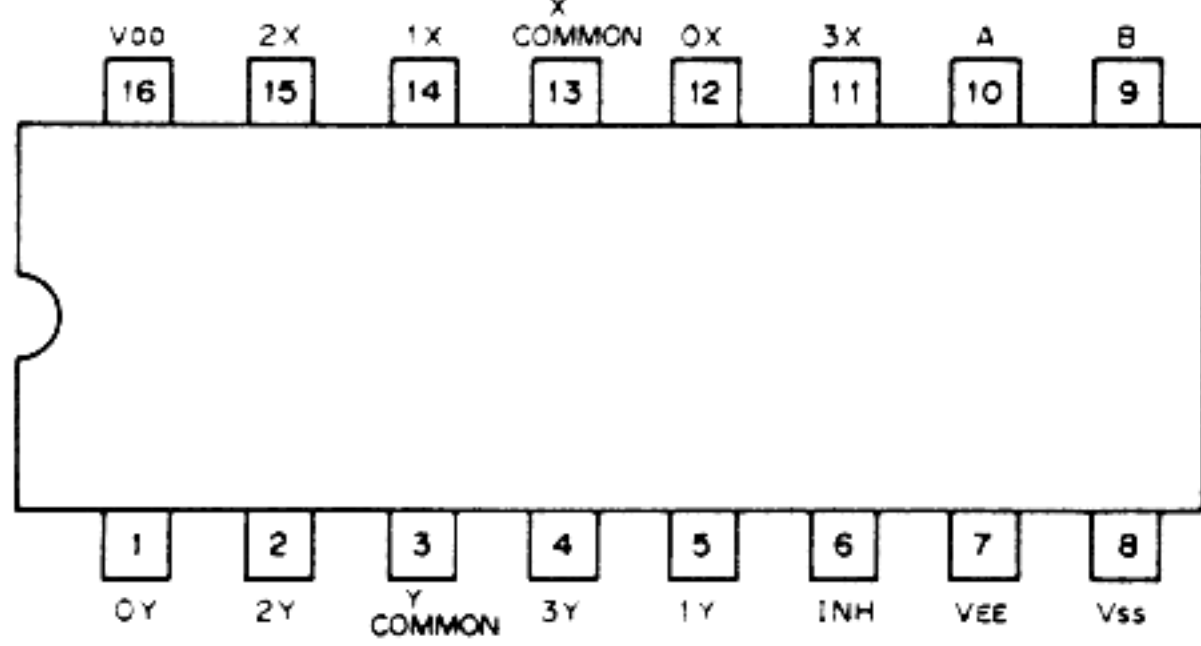 X
VDD 2X 1X COMMON 0X 3X A B
16 15 14 13 12 11 10 9
1 2 3 4 5 6 7 8
0Y 2Y Y COMMON 3Y 1Y INH VEE VSS